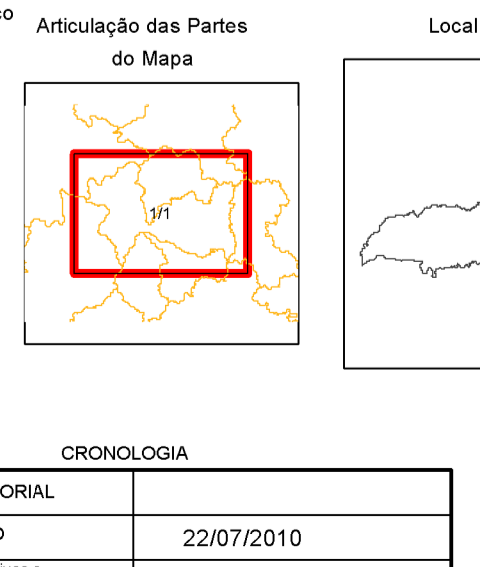 Articulação das Partes
do Mapa
Local
1/1
CRONOLOGIA
ORIAL
22/07/2010